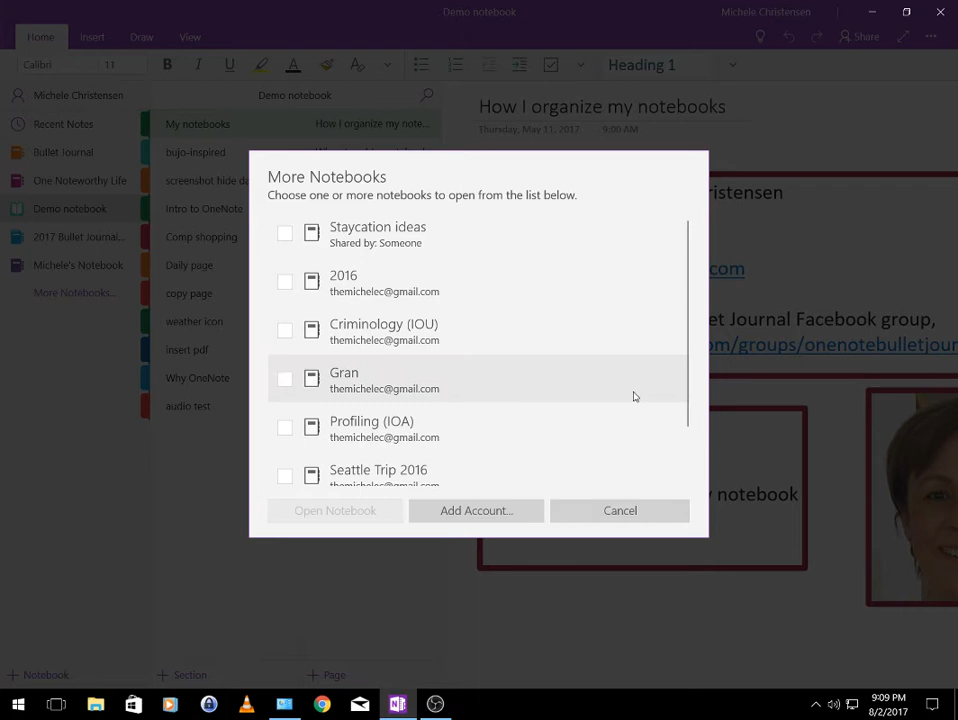 Demo notebook
Michele Christensen
Home
Insert
Draw
View
Share
Calibri
11
B
I
U
A
Heading 1
Michele Christensen
Recent Notes
Bullet Journal
One Noteworthy Life
Demo notebook
2017 Bullet Journal...
Michele's Notebook
More Notebooks...
Demo notebook
My notebooks
bujo-inspired
screenshot hide de
Intro to OneNote
Comp shopping
Daily page
copy page
weather icon
insert pdf
Why OneNote
audio test
How I organize my note...
How I organize my notebooks
Thursday, May 11, 2017
9:00 AM
More Notebooks
Choose one or more notebooks to open from the list below.
Staycation ideas
Shared by: Someone
2016
themichelec@gmail.com
Criminology (IOU)
themichelec@gmail.com
Gran
themichelec@gmail.com
Profiling (IOA)
themichelec@gmail.com
Seattle Trip 2016
themichelec@gmail.com
Open Notebook
Add Account...
Cancel
ristensen
.com
et Journal Facebook group,
com/groups/onenotebulletjour
y notebook
+ Notebook
+ Section
+ Page
9:09 PM
8/2/2017